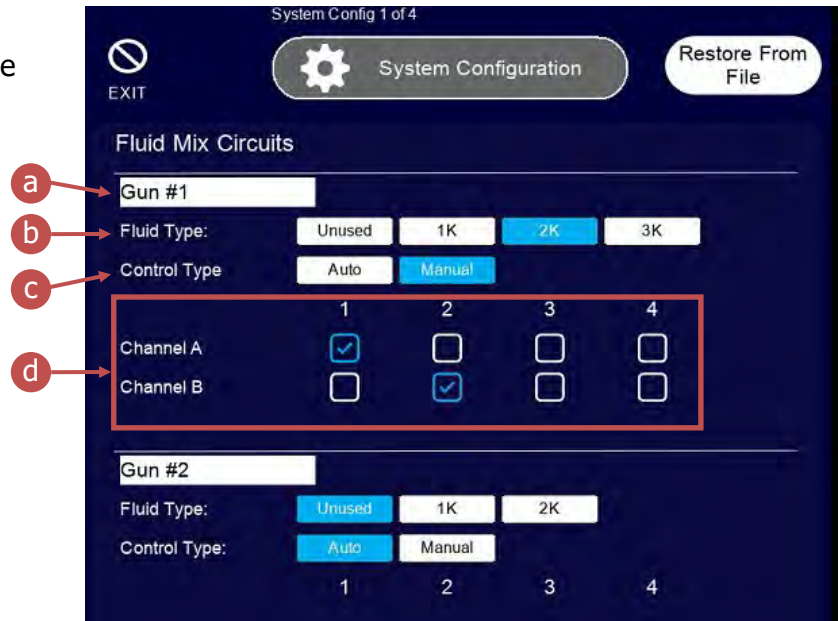 System Config 1 of 4
e
EXIT
System Configuration
Restore From
File
Fluid Mix Circuits
a
Gun #1
b
Fluid Type: Unused 1K 2K 3K
c
Control Type Auto Manual
1 2 3 4
Channel A
d
Channel B
Gun #2
Fluid Type: Unused 1K 2K
Control Type: Auto Manual
1 2 3 4